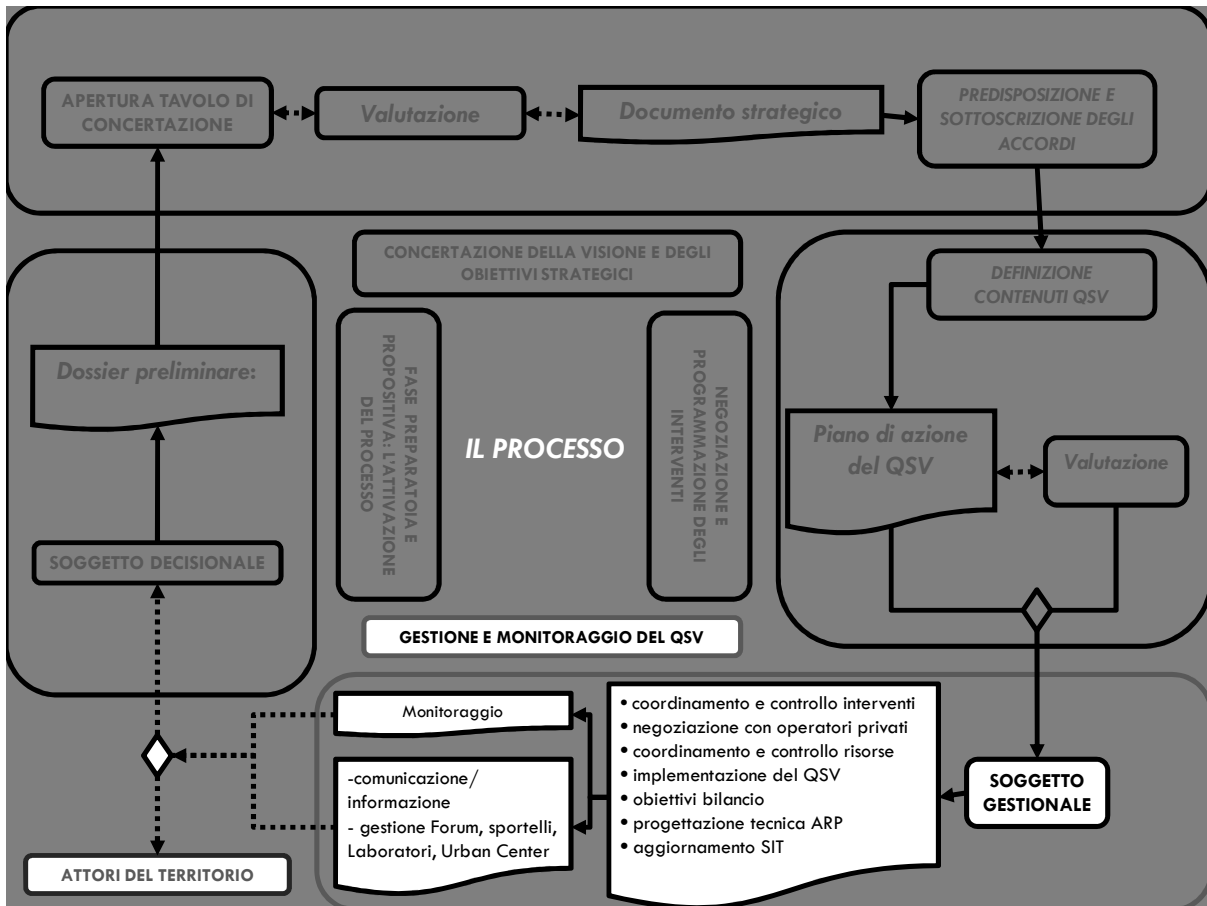 APERTURA TAVOLO DI
CONCERTAZIONE
Valutazione
Documento strategico
PREDISPOSIZIONE E
SOTTOSCRIZIONE DEGLI
ACCORDI
CONCERTAZIONE DELLA VISIONE E DEGLI
OBIETTIVI STRATEGICI
DEFINIZIONE
CONTENUTI QSV
Dossier preliminare:
FASE PREPARATOIA E
PROPOSITIVA: L'ATTIVAZIONE
DEL PROCESSO
IL PROCESSO
NEGOZIAZIONE E
PROGRAMMAZIONE DEGLI
INTERVENTI
Piano di azione
del QSV
Valutazione
SOGGETTO DECISIONALE
GESTIONE E MONITORAGGIO DEL QSV
Monitoraggio
-comunicazione/
informazione
- gestione Forum, sportelli,
Laboratori, Urban Center
• coordinamento e controllo interventi
• negoziazione con operatori privati
• coordinamento e controllo risorse
• implementazione del QSV
• obiettivi bilancio
• progettazione tecnica ARP
• aggiornamento SIT
SOGGETTO
GESTIONALE
ATTORI DEL TERRITORIO